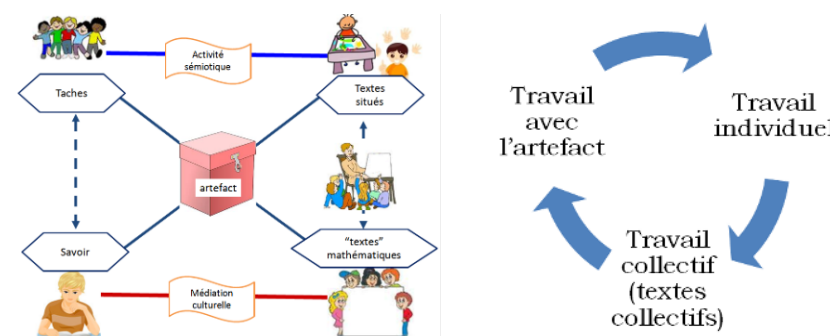 Activité
sémiotique
Taches
Textes
situés
artefact
Savoir
"textes"
mathématiques
Médiation
culturelle
Travail
avec
l'artefact
Travail
individuel
Travail
collectif
(textes
collectifs)